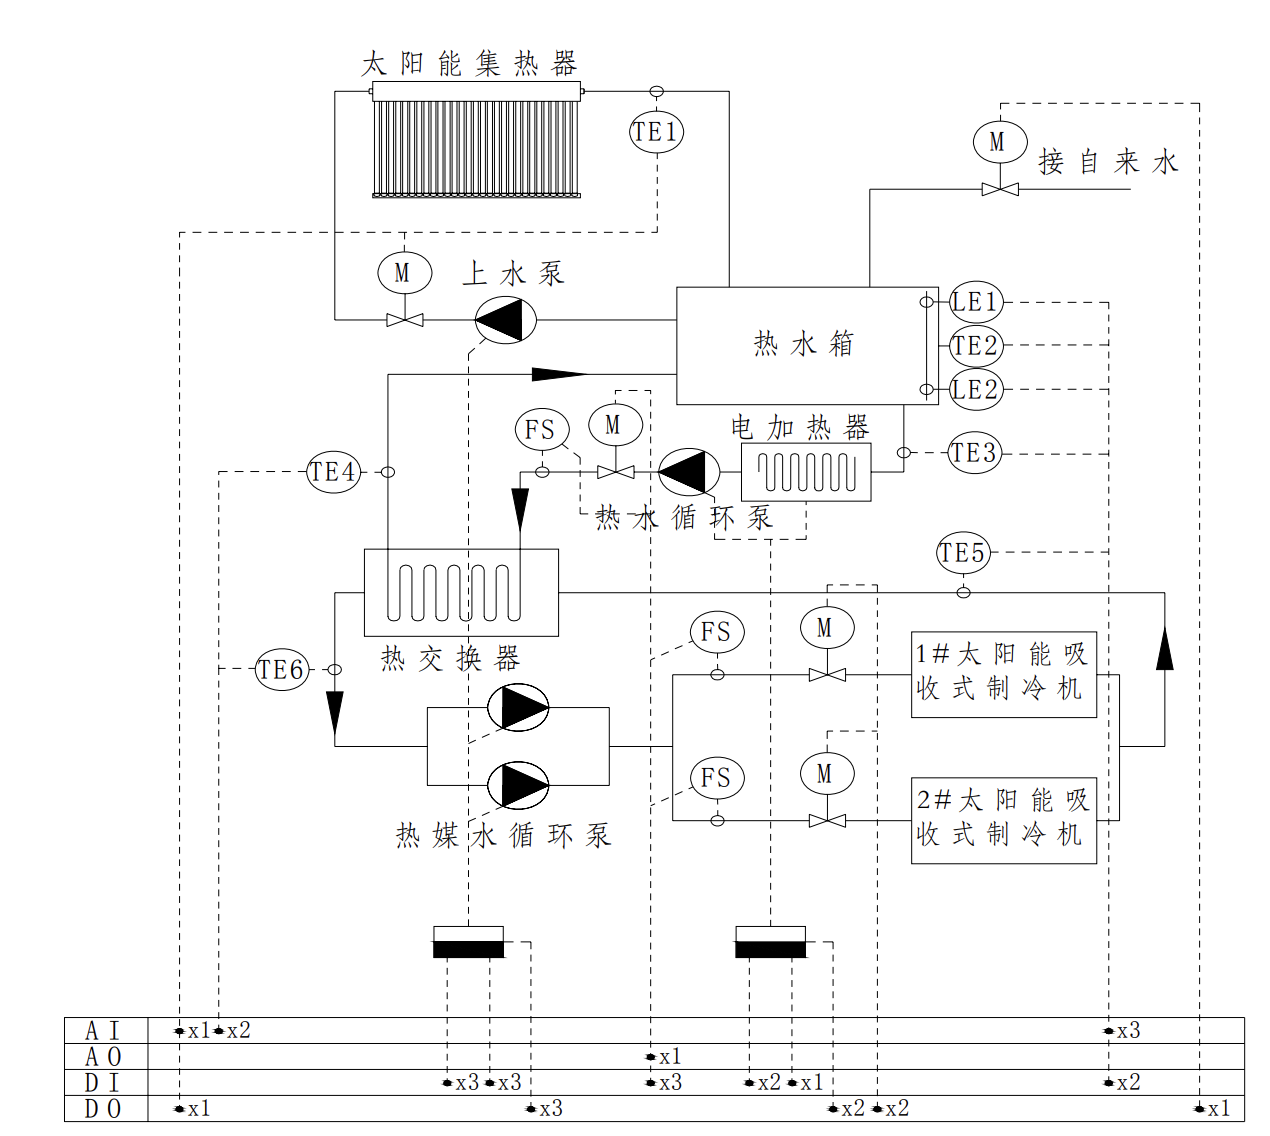 太阳能集热器
TE1
M
接自来水
M
上水泵
LE1
热水箱
TE2
LE2
FS
M
电加热器
TE3
TE4
热水循环泵
TE5
热交换器
FS
M
1#太阳能吸
收式制冷机
TE6
FS
M
2#太阳能吸
收式制冷机
热媒水循环泵
AI x1 x2 x3
AO x1
DI x3 x3 x3 x2 x1 x2
DO x1 x3 x2 x2 x1